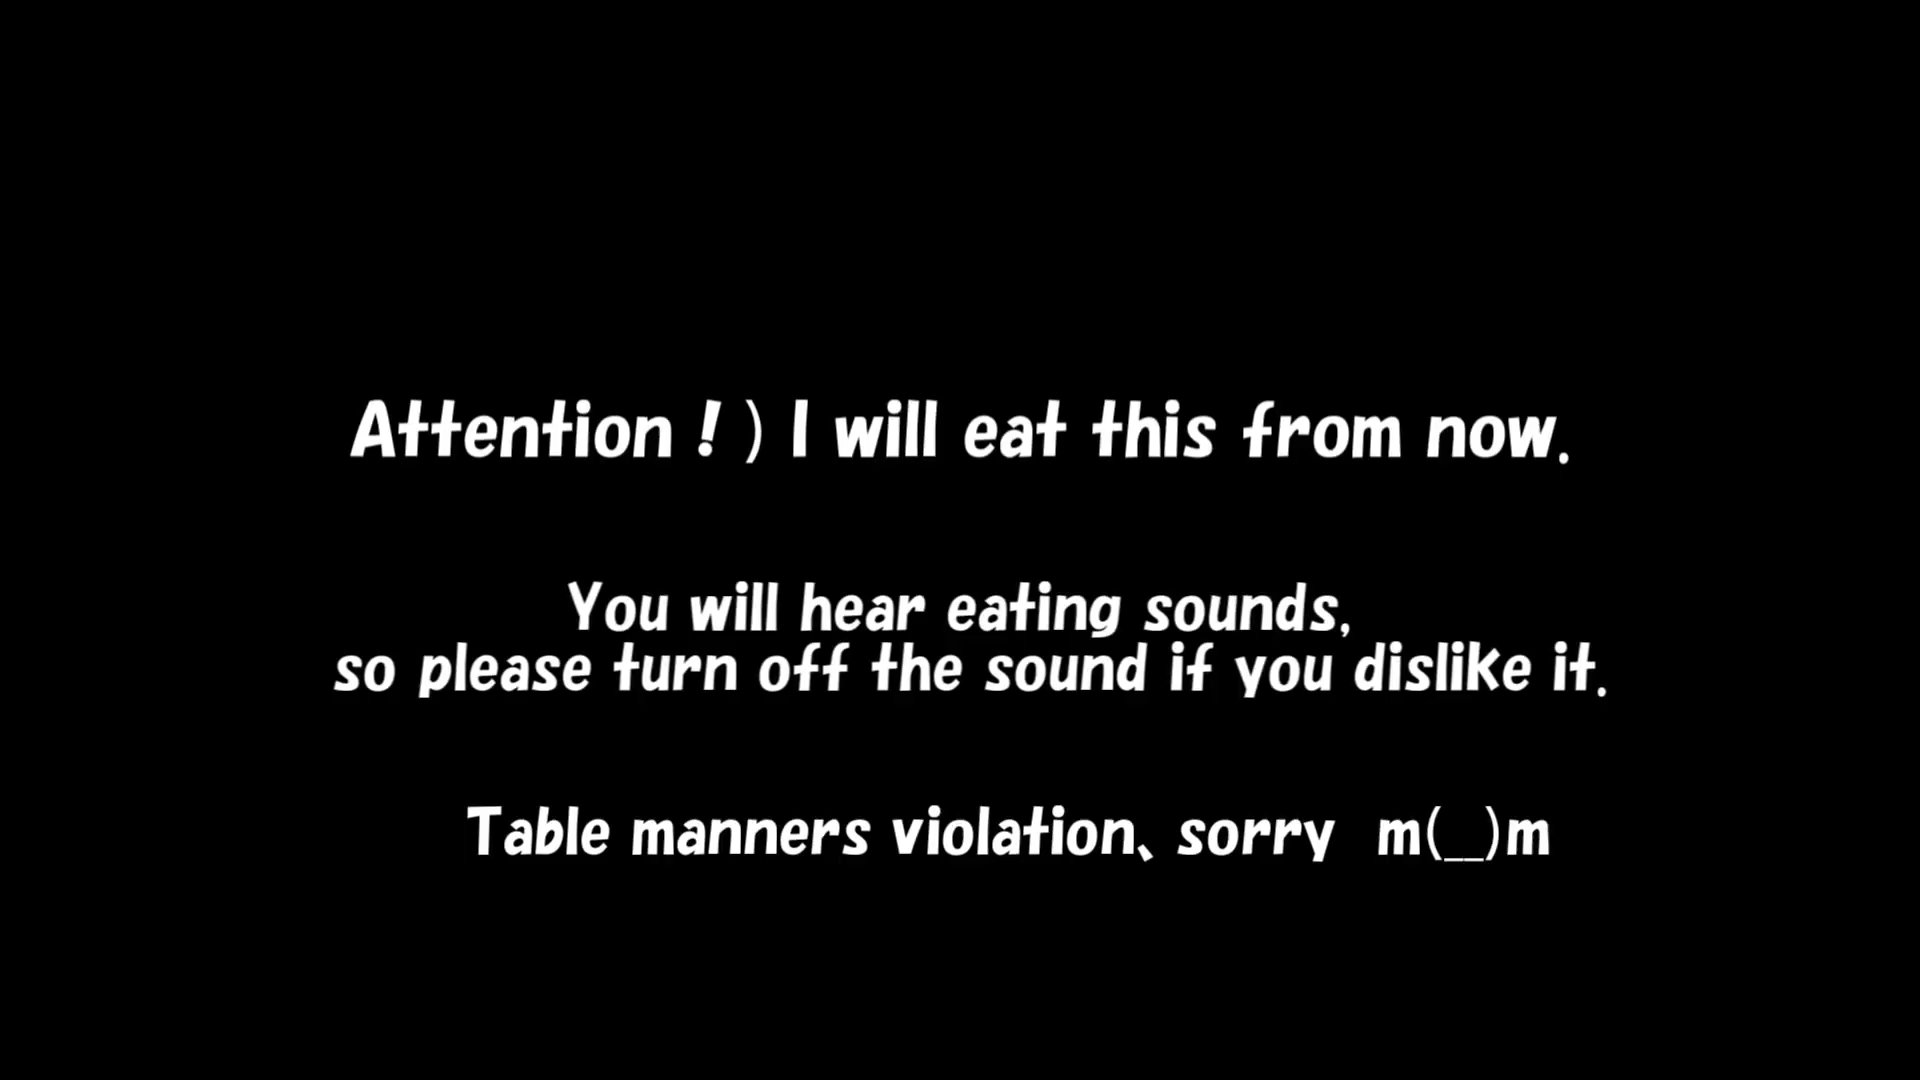 Attention！) I will eat this from now.
You will hear eating sounds,
so please turn off the sound if you dislike it.
Table manners violation、sorry  m(__)m